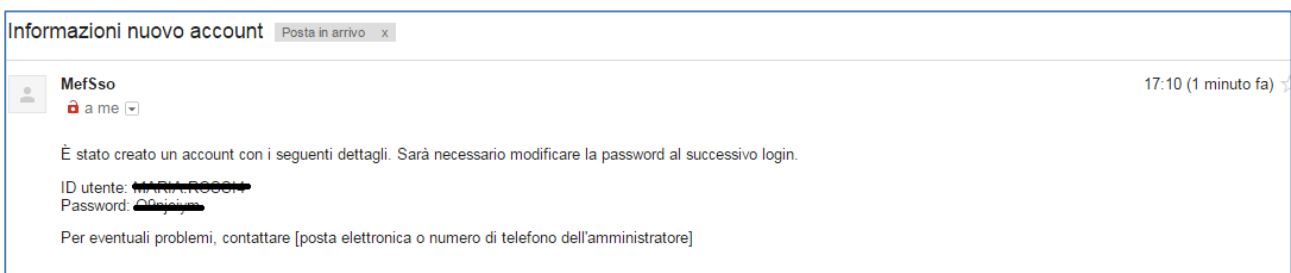 Informazioni nuovo account Posta in arrivo x
MefSso
17:10 (1 minuto fa)
a me
È stato creato un account con i seguenti dettagli. Sarà necessario modificare la password al successivo login.
ID utente:
Password:
Per eventuali problemi, contattare [posta elettronica o numero di telefono dell'amministratore]